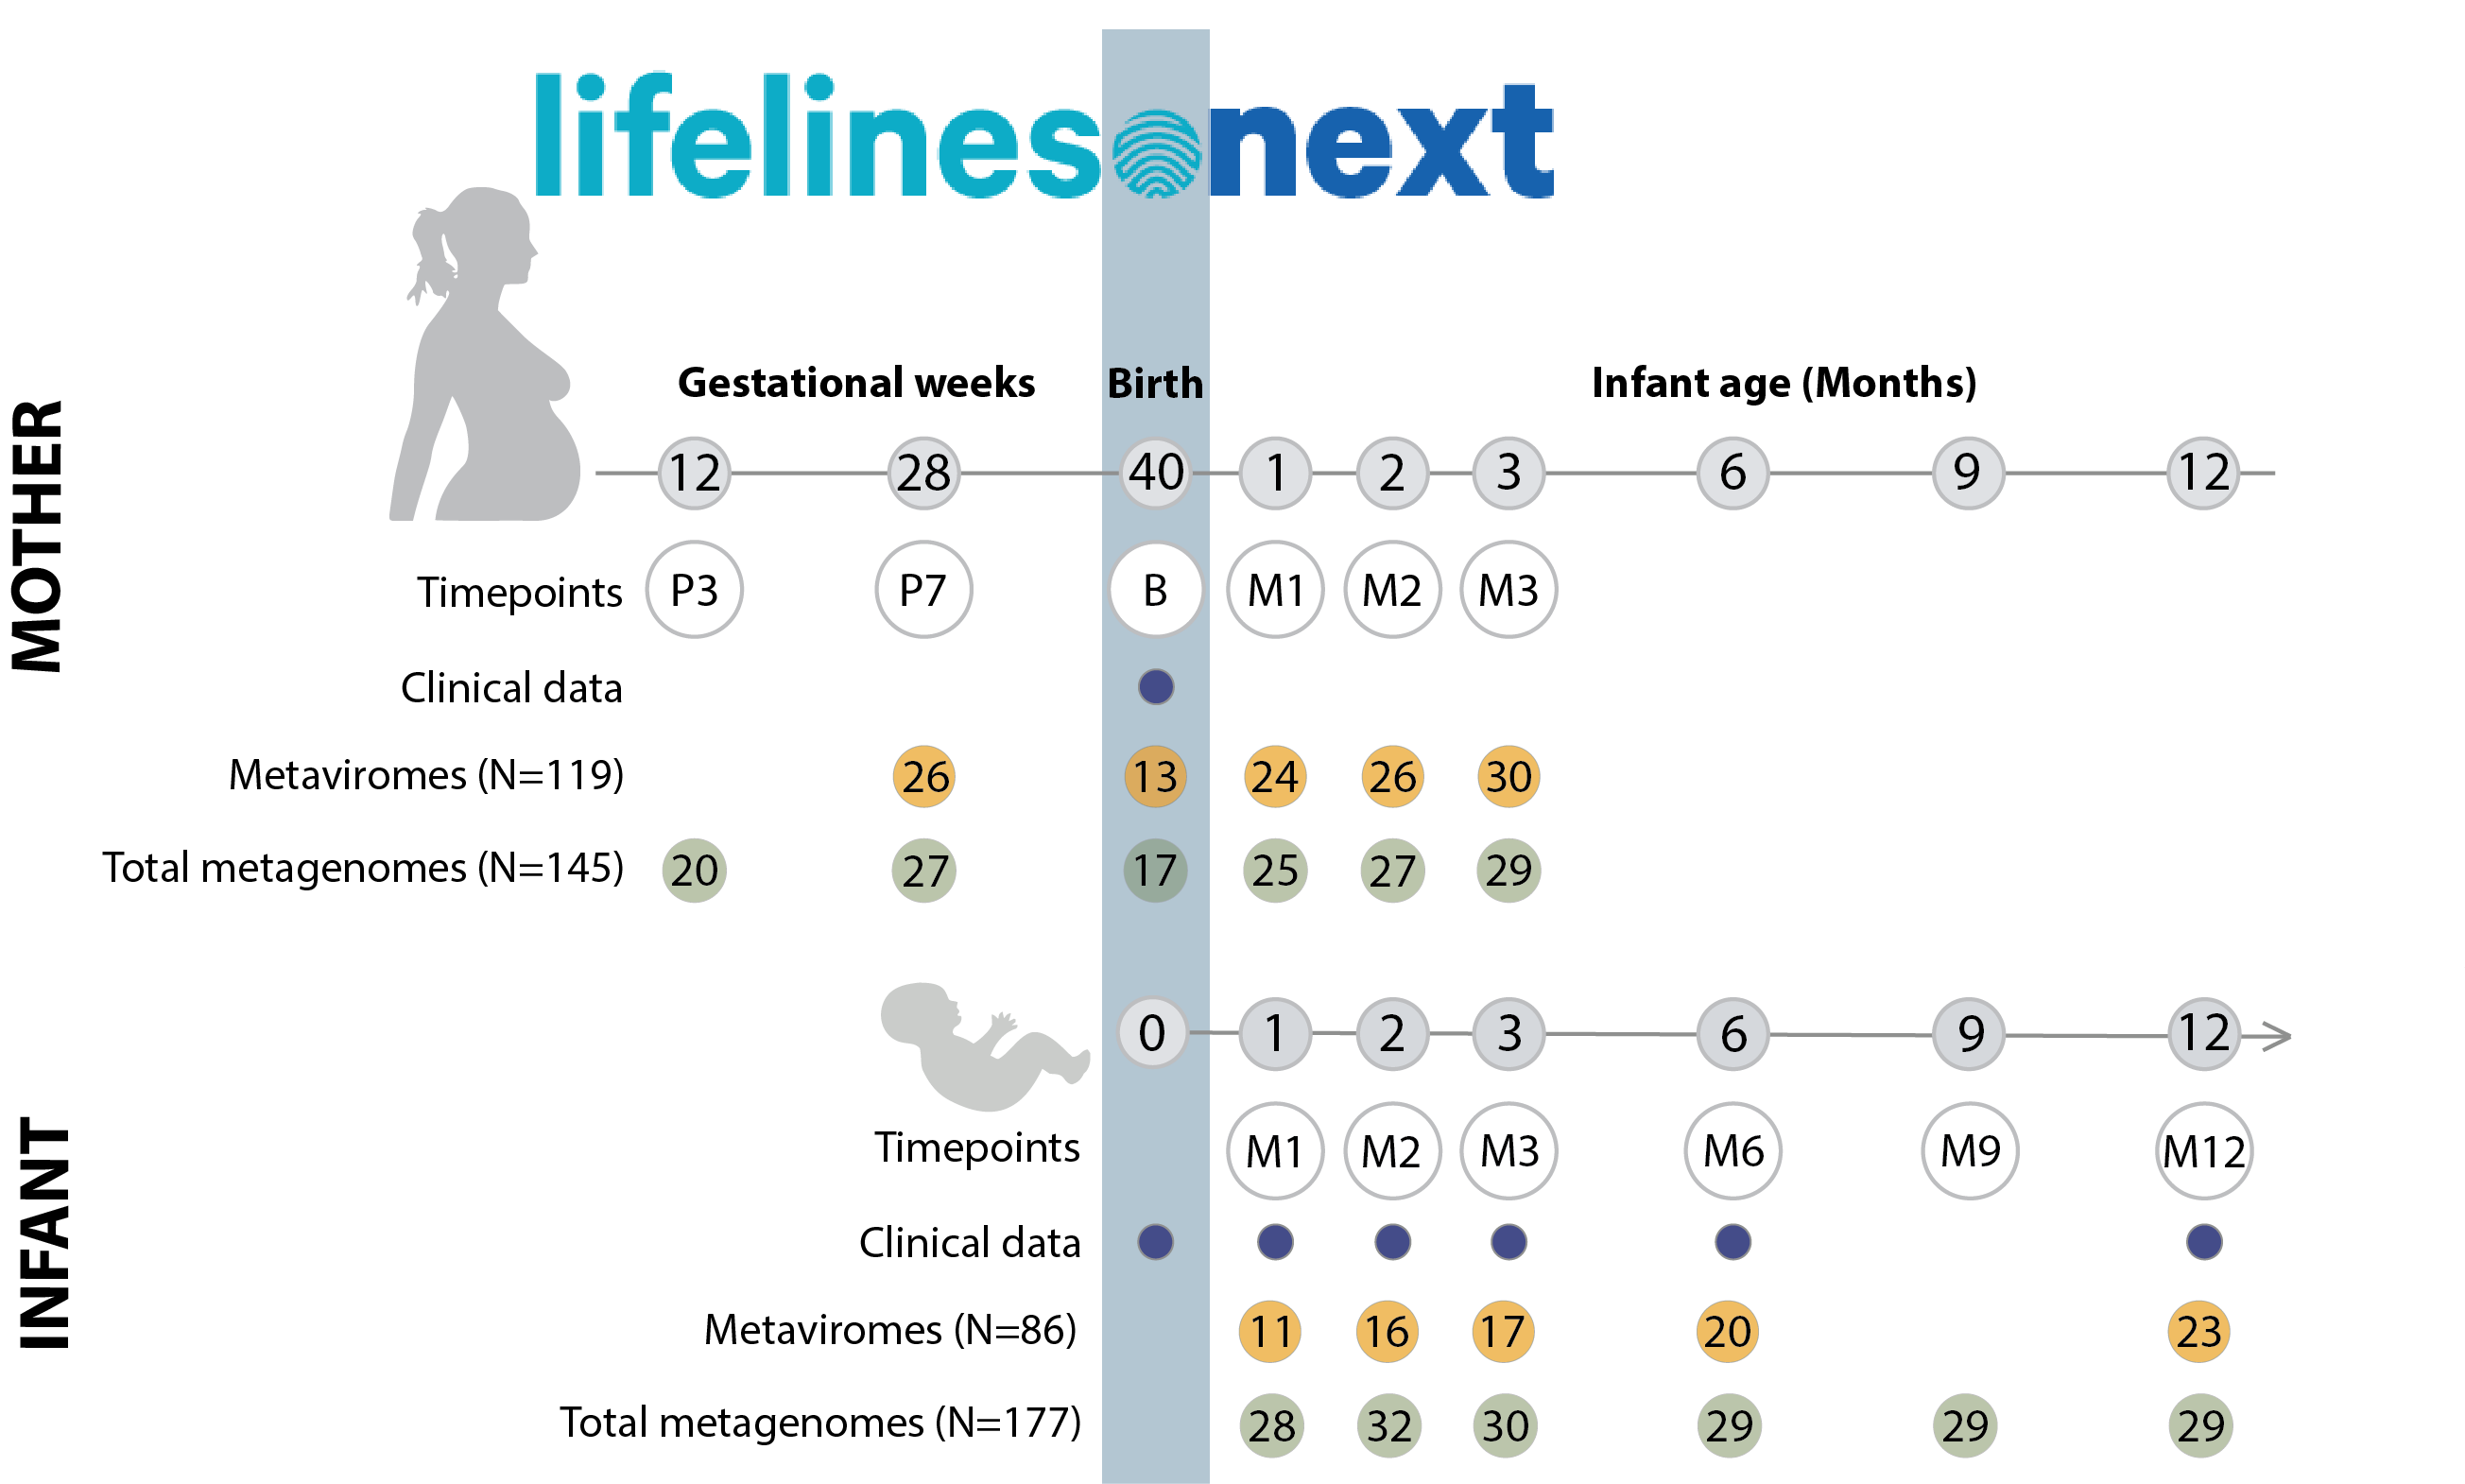 lifelines next
Gestational weeks Birth Infant age (Months)
MOTHER
12 28 40 1 2 3 6 9 12
Timepoints P3 P7 B M1 M2 M3
Clinical data
Metaviromes (N=119) 26 13 24 26 30
Total metagenomes (N=145) 20 27 17 25 27 29
INFANT
0 1 2 3 6 9 12
Timepoints M1 M2 M3 M6 M9 M12
Clinical data
Metaviromes (N=86) 11 16 17 20 23
Total metagenomes (N=177) 28 32 30 29 29 29